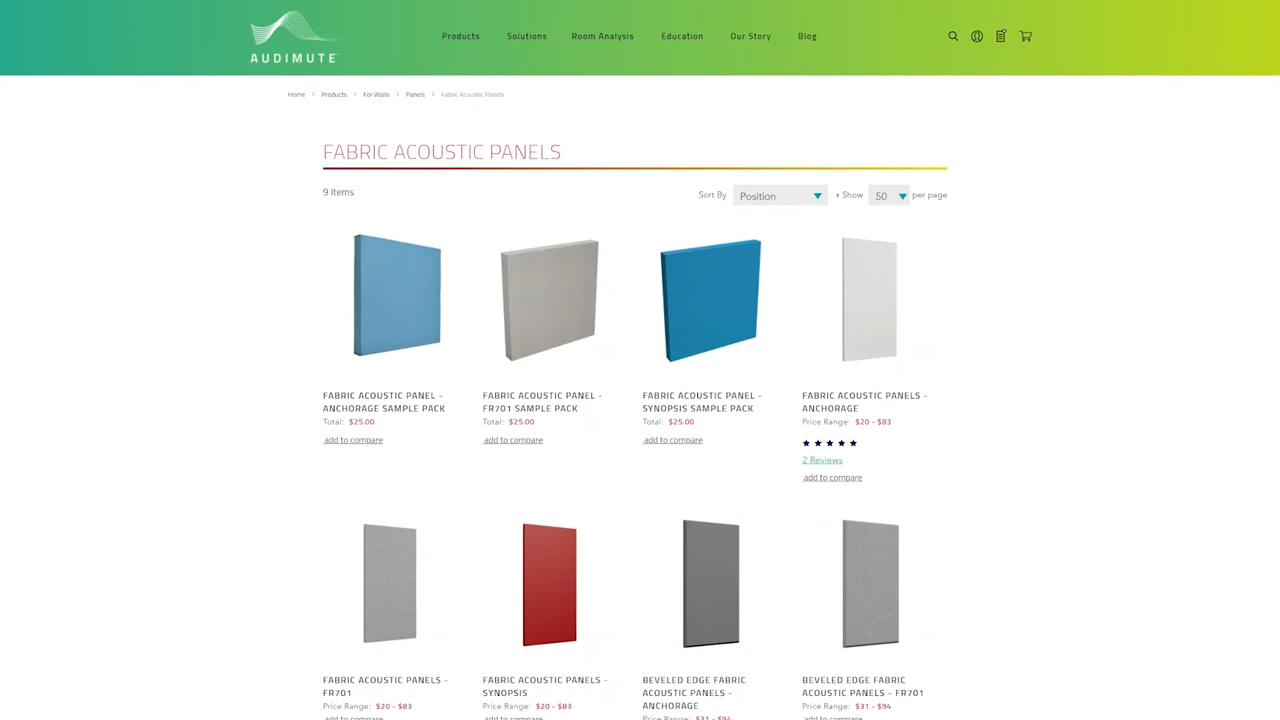 AUDIMUTE
Products
Solutions
Room Analysis
Education
Our Story
Blog
Home > Products > For Walls > Panels > Fabric Acoustic Panels
FABRIC ACOUSTIC PANELS
9 Items
Sort By
Position
+ Show
50
per page
FABRIC ACOUSTIC PANEL -
ANCHORAGE SAMPLE PACK
Total: $25.00
add to compare
FABRIC ACOUSTIC PANEL -
FR701 SAMPLE PACK
Total: $25.00
add to compare
FABRIC ACOUSTIC PANEL -
SYNOPSIS SAMPLE PACK
Total: $25.00
add to compare
FABRIC ACOUSTIC PANELS -
ANCHORAGE
Price Range: $20 - $83
2 Reviews
add to compare
FABRIC ACOUSTIC PANELS -
FR701
Price Range: $20 - $83
add to compare
FABRIC ACOUSTIC PANELS -
SYNOPSIS
Price Range: $20 - $83
add to compare
BEVELED EDGE FABRIC
ACOUSTIC PANELS -
ANCHORAGE
Price Range: $31 - $94
BEVELED EDGE FABRIC
ACOUSTIC PANELS - FR701
Price Range: $31 - $94
add to compare